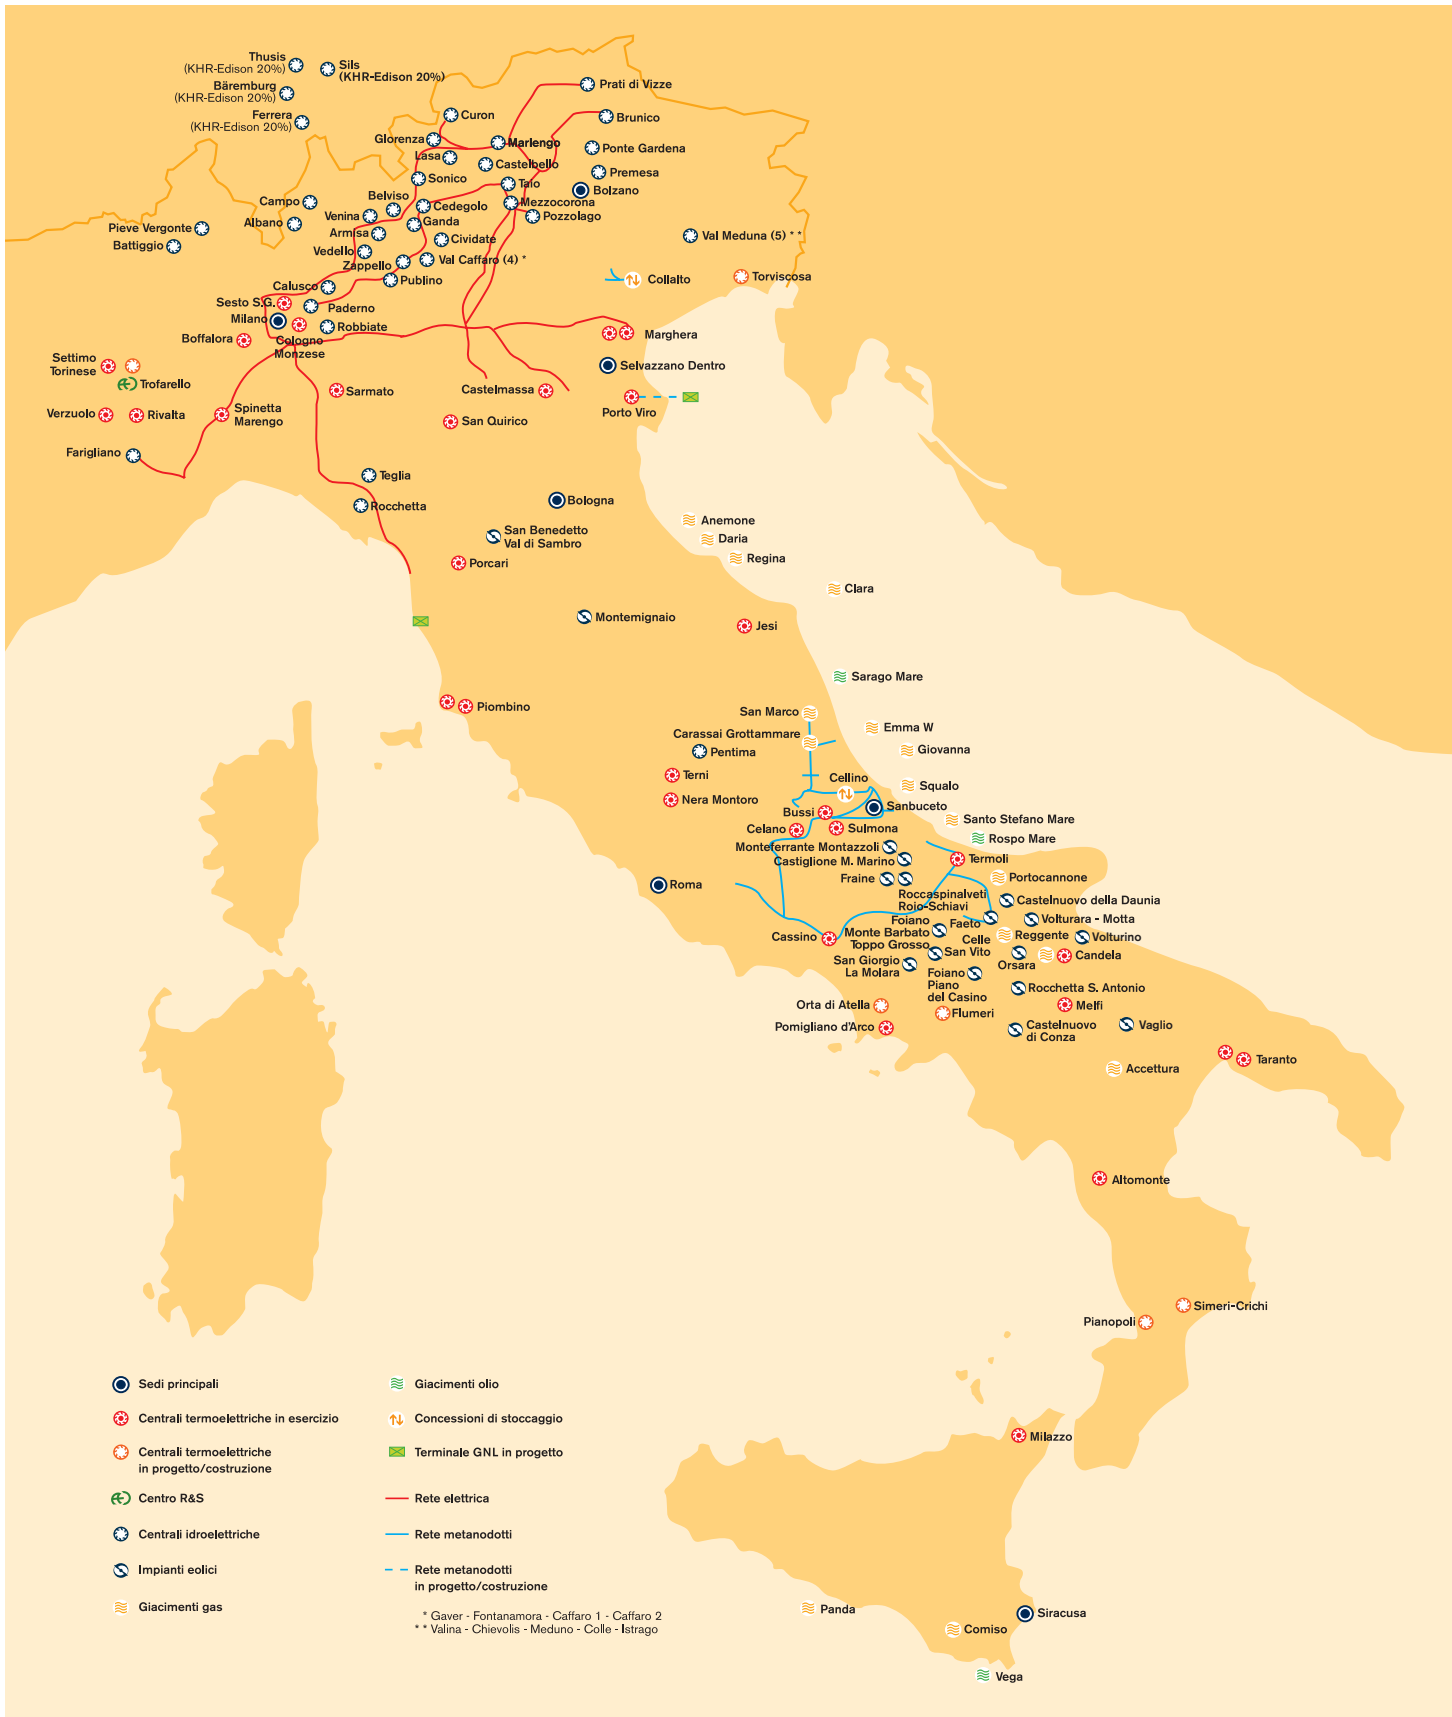 Thusis
(KHR-Edison 20%)
Sils
(KHR-Edison 20%)
Bäremburg
(KHR-Edison 20%)
Ferrera
(KHR-Edison 20%)
Prati di Vizze
Curon
Brunico
Glorenza
Marlengo
Ponte Gardena
Lasa
Castelbello
Premesa
Sonico
Taio
Bolzano
Belviso
Campo
Cedegolo
Mezzocorona
Venina
Pozzolago
Albano
Ganda
Pieve Vergonte
Armisa
Battiggio
Cividate
Val Meduna (5) * *
Vedello
Val Caffaro (4) *
Zappello
Publino
Collalto
Torviscosa
Calusco
Sesto S.G.
Paderno
Milano
Robbiate
Boffalora
Cologno
Monzese
Marghera
Settimo
Torinese
Selvazzano Dentro
Trofarello
Sarmato
Castelmassa
Verzuolo
Rivalta
Spinetta
Marengo
San Quirico
Porto Viro
Farigliano
Teglia
Rocchetta
Bologna
San Benedetto
Val di Sambro
Anemone
Daria
Regina
Porcari
Clara
Montemignaio
Jesi
Sarago Mare
Piombino
San Marco
Emma W
Carassai Grottammare
Giovanna
Pentima
Terni
Cellino
Squalo
Nera Montoro
Sanbuceto
Bussi
Santo Stefano Mare
Celano
Sulmona
Rospo Mare
Monteferrante Montazzoli
Castiglione M. Marino
Termoli
Fraine
Portocannone
Roma
Roccaspinalveti
Roio-Schiavi
Castelnuovo della Daunia
Foiano
Faeto
Volturara - Motta
Monte Barbato
Toppo Grosso
Celle
San Vito
Reggente
Volturino
Cassino
San Giorgio
La Molara
Orsara
Candela
Foiano
Piano
del Casino
Rocchetta S. Antonio
Orta di Atella
Flumeri
Melfi
Pomigliano d'Arco
Castelnuovo
di Conza
Vaglio
Taranto
Accettura
Altomonte
Simeri-Crichi
Pianopoli
Milazzo
Panda
Comiso
Siracusa
Vega
Sedi principali
Centrali termoelettriche in esercizio
Centrali termoelettriche
in progetto/costruzione
Centro R&S
Centrali idroelettriche
Impianti eolici
Giacimenti gas
Giacimenti olio
Concessioni di stoccaggio
Terminale GNL in progetto
Rete elettrica
Rete metanodotti
Rete metanodotti
in progetto/costruzione
* Gaver - Fontanamora - Caffaro 1 - Caffaro 2
* * Valina - Chievolis - Meduno - Colle - Istrago